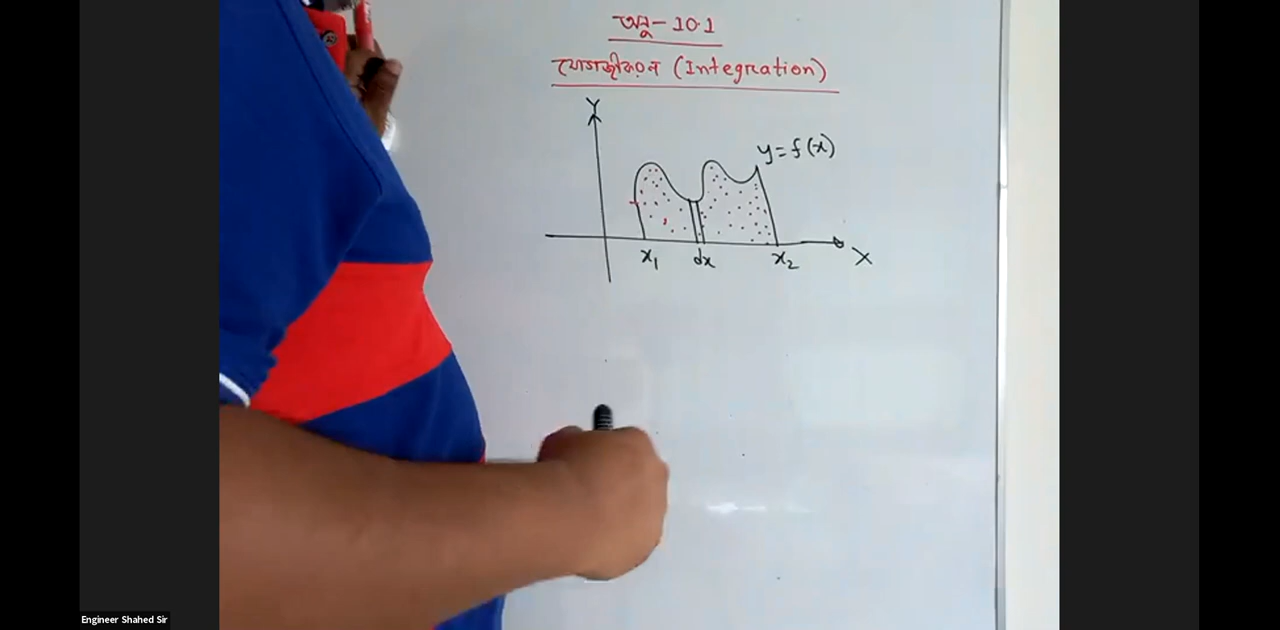 অনু - 10.1
যোগজীকরণ (Integration)
Y
y = f(x)
x₁ dx x₂ X
Engineer Shahed Sir